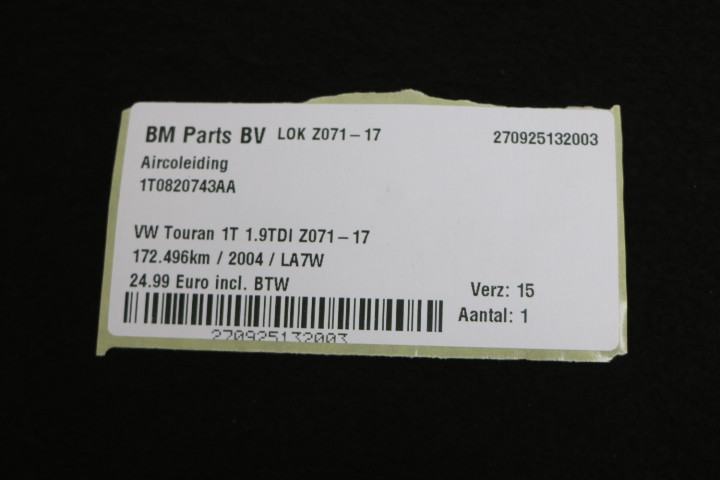 BM Parts BV LOK Z071-17 270925132003
Aircoleiding
1T0820743AA
VW Touran 1T 1.9TDI Z071-17
172.496km / 2004 / LA7W
24.99 Euro incl. BTW
Verz: 15
Aantal: 1
270925132003